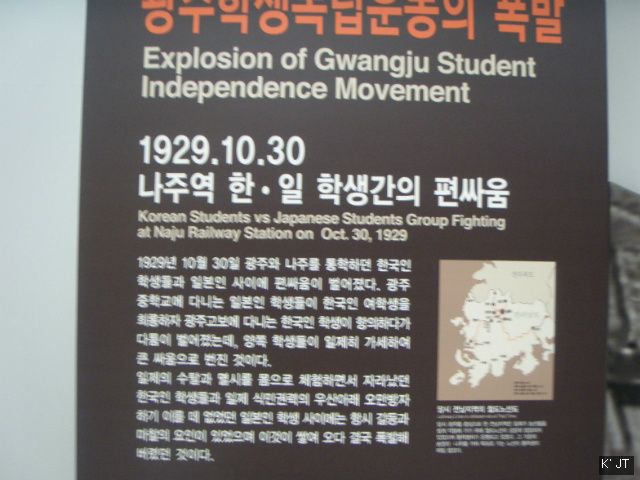 광주학생독립운동의 폭발
Explosion of Gwangju Student
Independence Movement
1929.10.30
나주역 한·일 학생간의 편싸움
Korean Students vs Japanese Students Group Fighting
at Naju Railway Station on Oct. 30, 1929
1929년 10월 30일 광주와 나주를 통학하던 한국인
학생들과 일본인 사이에 편싸움이 벌어졌다. 광주
중학교에 다니는 일본인 학생들이 한국인 여학생을
희롱하자 광주고보에 다니는 한국인 학생이 항의하다가
다툼이 벌어졌는데, 양쪽 학생들이 일제히 가세하여
큰 싸움으로 번진 것이다.
일제의 수탈과 멸시를 몸으로 체험하면서 자라났던
한국인 학생들과 일제 식민권력의 우산아래 오만방자
하기 이를 데 없었던 일본인 학생 사이에는 항시 갈등과
마찰의 요인이 있었으며 이것이 쌓여 오다 결국 폭발해
버렸던 것이다.
당시 전남지역의 철도노선도
K' JT